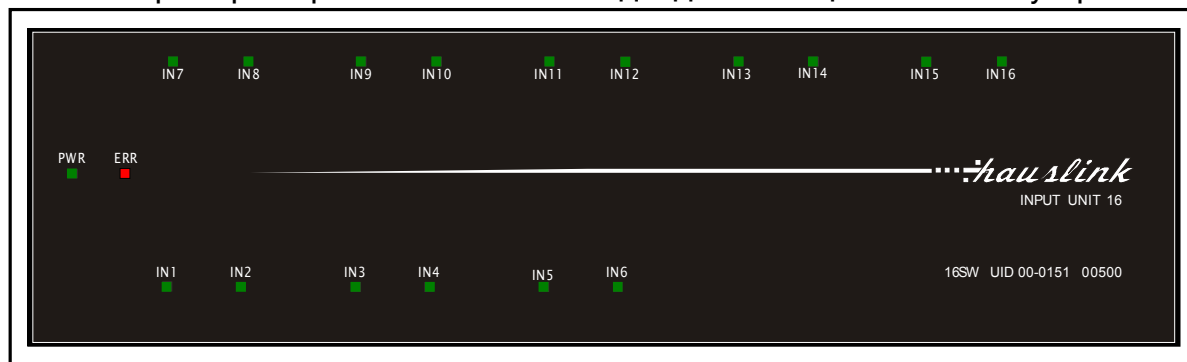 IN7 IN8 IN9 IN10 IN11 IN12 IN13 IN14 IN15 IN16
PWR ERR
hauslink
INPUT UNIT 16
IN1 IN2 IN3 IN4 IN5 IN6
16SW UID 00-0151 00500